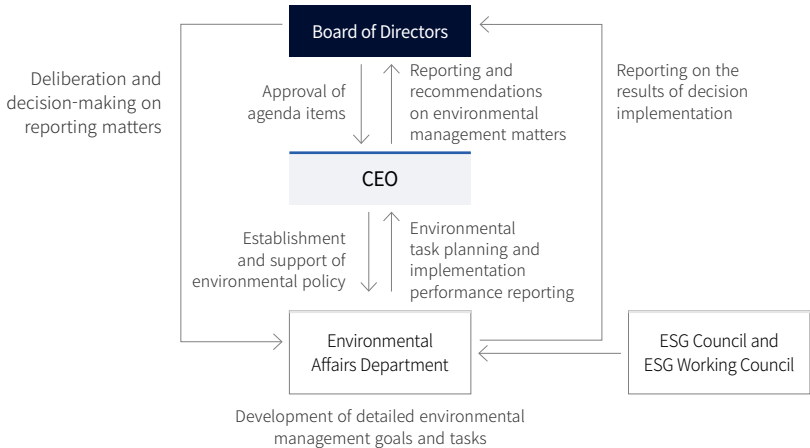 Board of Directors
Deliberation and
decision-making on
reporting matters
Approval of
agenda items
Reporting and
recommendations
on environmental
management matters
Reporting on the
results of decision
implementation
CEO
Establishment
and support of
environmental policy
Environmental
task planning and
implementation
performance reporting
Environmental
Affairs Department
ESG Council and
ESG Working Council
Development of detailed environmental
management goals and tasks